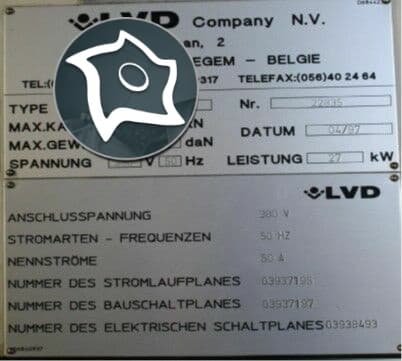 LVD Company N.V.
an, 2
EGEM - BELGIE
TEL:( 317 TELEFAX:(056)40 24 64
TYPE Nr. 22835
MAX.KA KN DATUM 04/97
MAX.GEW daN
SPANNUNG V 50 Hz LEISTUNG 27 kW
LVD
ANSCHLUSSPANNUNG 380 V
STROMARTEN - FREQUENZEN 50 HZ
NENNSTRÖME 50 A
NUMMER DES STROMLAUFPLANES 03937195
NUMMER DES BAUSCHALTPLANES 03937197
NUMMER DES ELEKTRISCHEN SCHALTPLANES 03938493